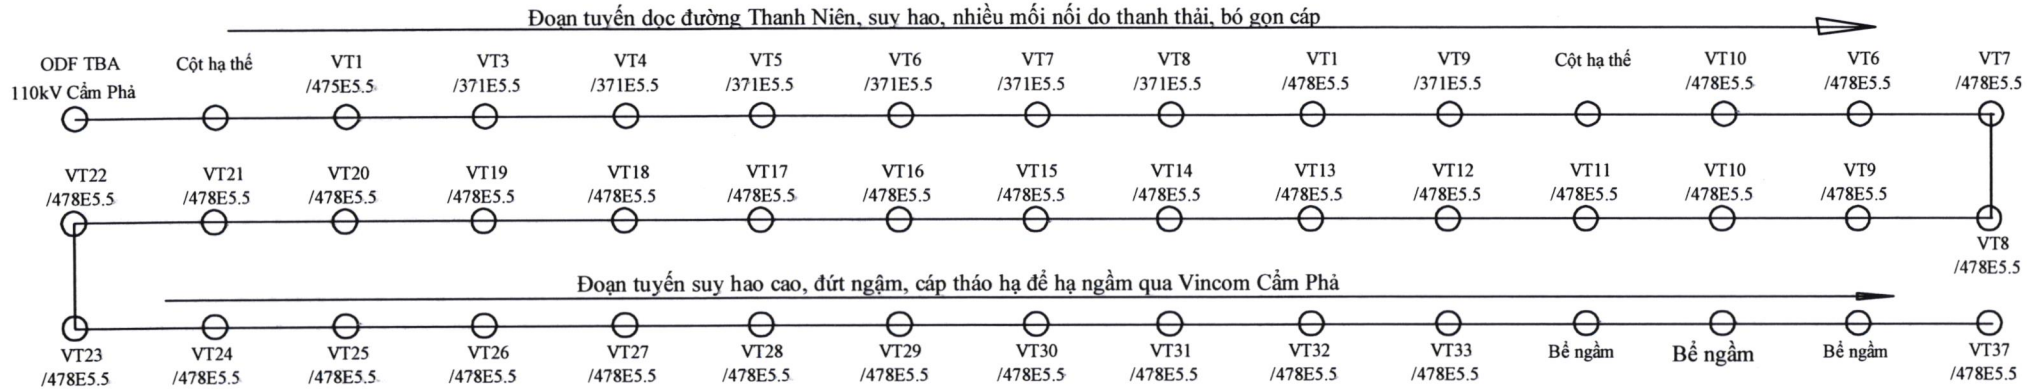 Đoạn tuyến dọc đường Thanh Niên, suy hao, nhiều mối nối do thanh thải, bó gọn cáp
ODF TBA
110kV Cẩm Phả
Cột hạ thế
VT1
/475E5.5
VT3
/371E5.5
VT4
/371E5.5
VT5
/371E5.5
VT6
/371E5.5
VT7
/371E5.5
VT8
/371E5.5
VT1
/478E5.5
VT9
/371E5.5
Cột hạ thế
VT10
/478E5.5
VT6
/478E5.5
VT7
/478E5.5
VT22
/478E5.5
VT21
/478E5.5
VT20
/478E5.5
VT19
/478E5.5
VT18
/478E5.5
VT17
/478E5.5
VT16
/478E5.5
VT15
/478E5.5
VT14
/478E5.5
VT13
/478E5.5
VT12
/478E5.5
VT11
/478E5.5
VT10
/478E5.5
VT9
/478E5.5
VT8
/478E5.5
Đoạn tuyến suy hao cao, đứt ngậm, cáp tháo hạ để hạ ngầm qua Vincom Cẩm Phả
VT23
/478E5.5
VT24
/478E5.5
VT25
/478E5.5
VT26
/478E5.5
VT27
/478E5.5
VT28
/478E5.5
VT29
/478E5.5
VT30
/478E5.5
VT31
/478E5.5
VT32
/478E5.5
VT33
/478E5.5
Bể ngầm
Bể ngầm
Bể ngầm
VT37
/478E5.5